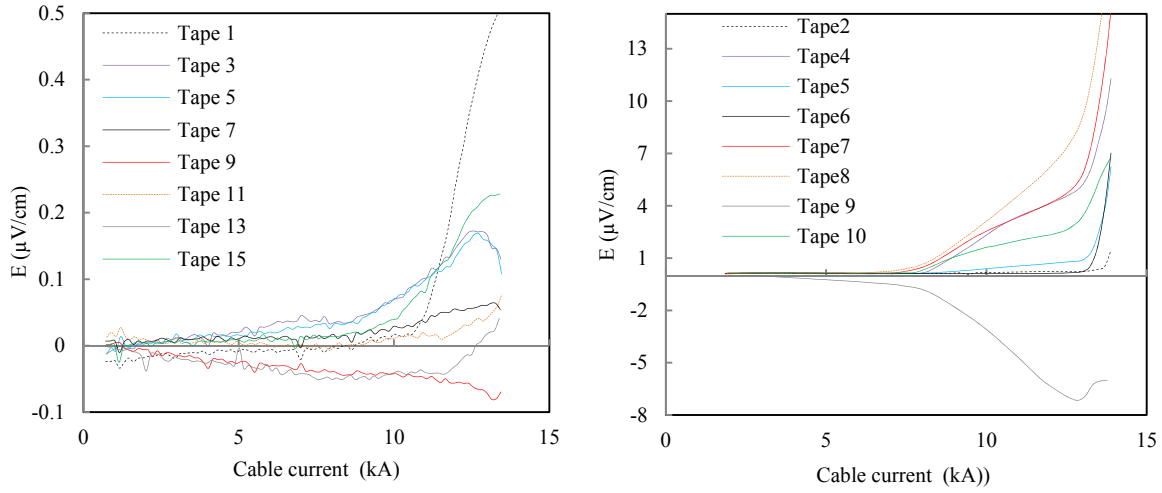 0.5
0.4
0.3
0.2
0.1
0
-0.1
E (µV/cm)
Tape 1
Tape 3
Tape 5
Tape 7
Tape 9
Tape 11
Tape 13
Tape 15
0
5
10
15
Cable current (kA)
13
10
7
4
1
-2
-5
-8
E (µV/cm)
Tape2
Tape4
Tape5
Tape6
Tape7
Tape8
Tape 9
Tape 10
0
5
10
15
Cable current (kA))